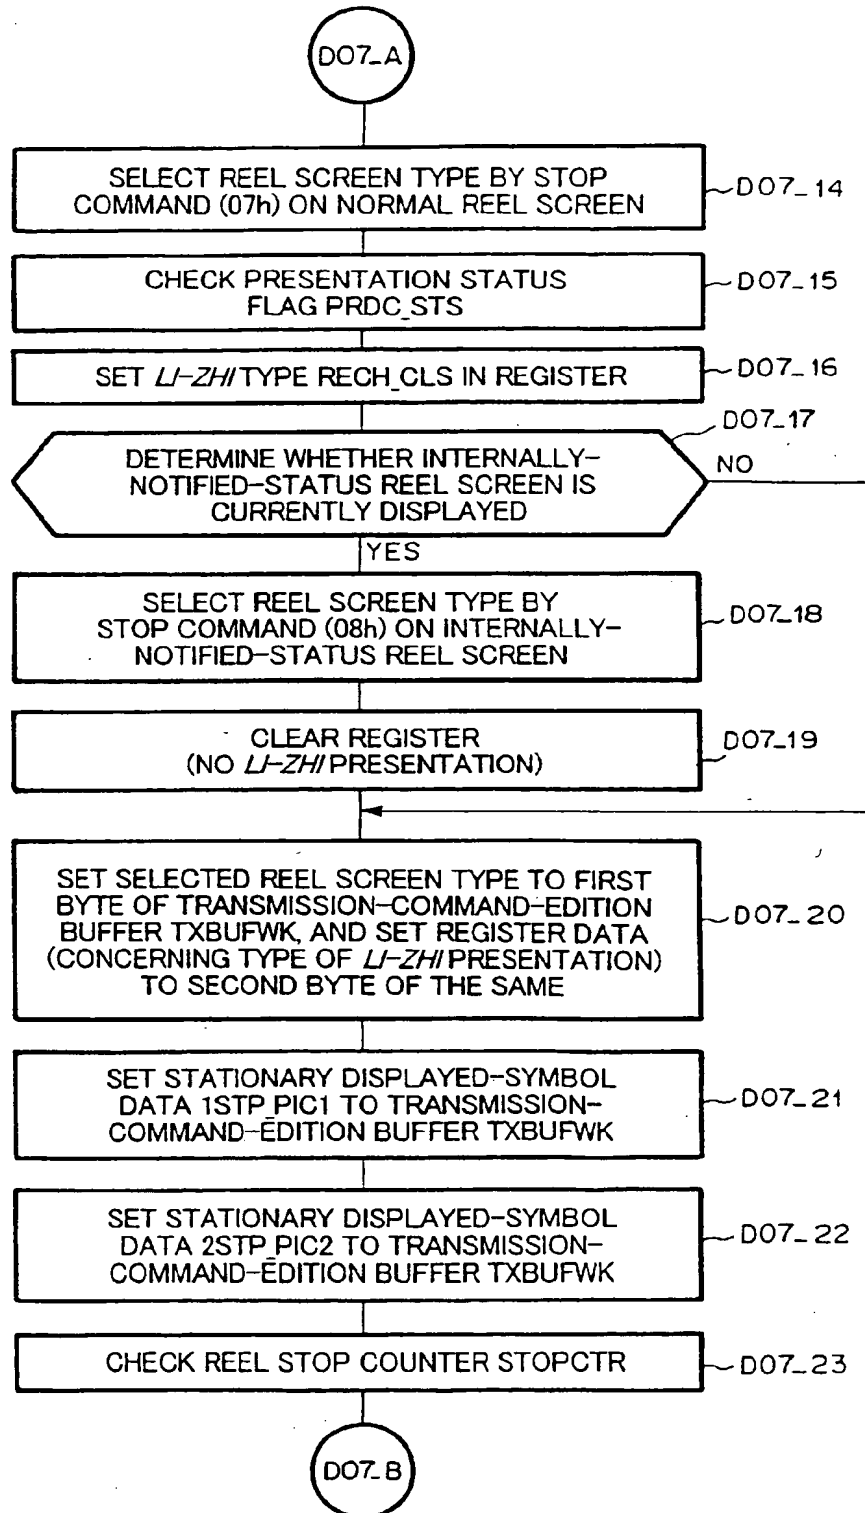 D07_A
SELECT REEL SCREEN TYPE BY STOP
COMMAND (07h) ON NORMAL REEL SCREEN
D07_14
CHECK PRESENTATION STATUS
FLAG PRDC_STS
D07_15
SET LI-ZHI TYPE RECH_CLS IN REGISTER
D07_16
D07_17
DETERMINE WHETHER INTERNALLY-
NOTIFIED-STATUS REEL SCREEN IS
CURRENTLY DISPLAYED
NO
YES
SELECT REEL SCREEN TYPE BY
STOP COMMAND (08h) ON INTERNALLY-
NOTIFIED-STATUS REEL SCREEN
D07_18
CLEAR REGISTER
(NO LI-ZHI PRESENTATION)
D07_19
SET SELECTED REEL SCREEN TYPE TO FIRST
BYTE OF TRANSMISSION-COMMAND-EDITION
BUFFER TXBUFWK, AND SET REGISTER DATA
(CONCERNING TYPE OF LI-ZHI PRESENTATION)
TO SECOND BYTE OF THE SAME
D07_20
SET STATIONARY DISPLAYED-SYMBOL
DATA 1STP_PIC1 TO TRANSMISSION-
COMMAND-EDITION BUFFER TXBUFWK
D07_21
SET STATIONARY DISPLAYED-SYMBOL
DATA 2STP_PIC2 TO TRANSMISSION-
COMMAND-EDITION BUFFER TXBUFWK
D07_22
CHECK REEL STOP COUNTER STOPCTR
D07_23
D07_B